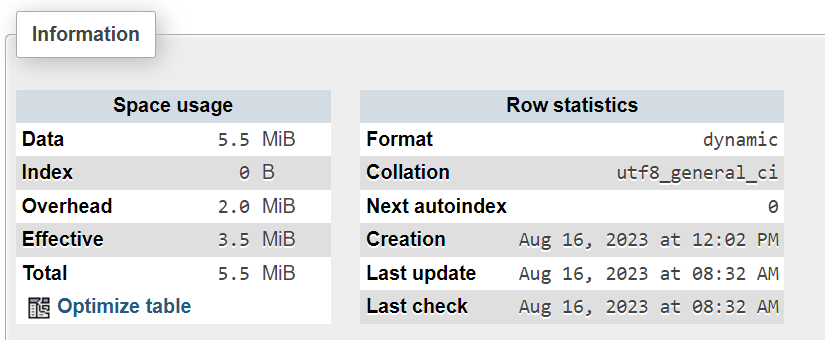 Information
Space usage
Data 5.5 MiB
Index 0 B
Overhead 2.0 MiB
Effective 3.5 MiB
Total 5.5 MiB
Optimize table
Row statistics
Format dynamic
Collation utf8_general_ci
Next autoindex 0
Creation Aug 16, 2023 at 12:02 PM
Last update Aug 16, 2023 at 08:32 AM
Last check Aug 16, 2023 at 08:32 AM